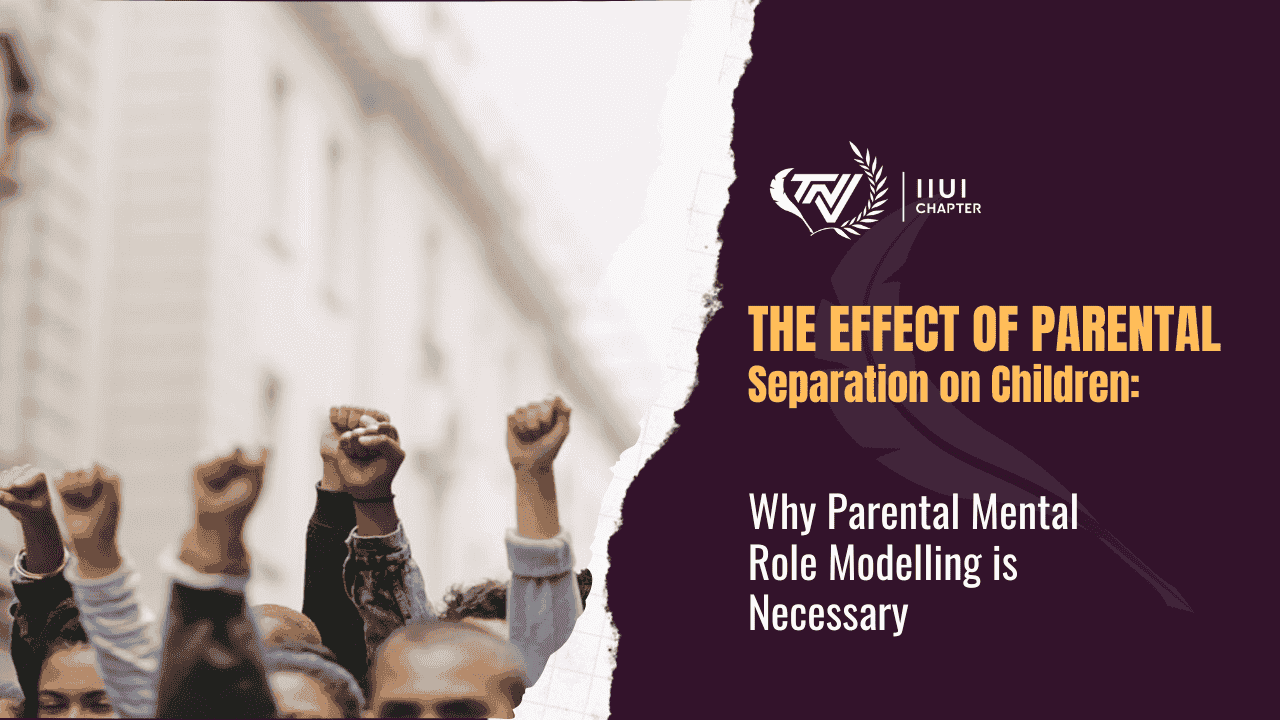 TNV
IIUI
CHAPTER
THE EFFECT OF PARENTAL
Separation on Children:
Why Parental Mental
Role Modelling is
Necessary